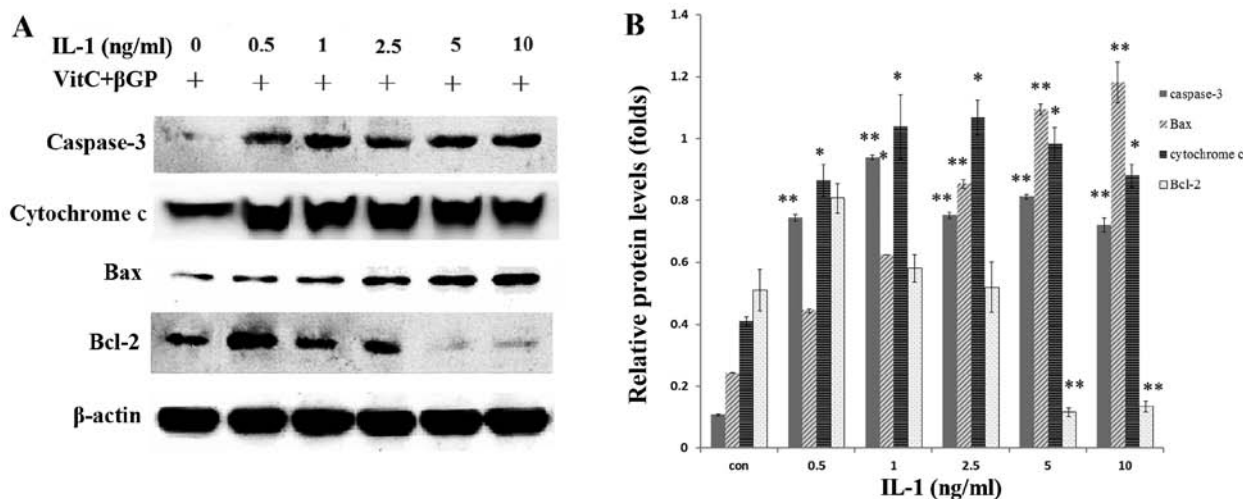 A
IL-1 (ng/ml) 0 0.5 1 2.5 5 10
VitC+βGP + + + + + +
Caspase-3
Cytochrome c
Bax
Bcl-2
β-actin
B
Relative protein levels (folds)
1.4
1.2
1
0.8
0.6
0.4
0.2
0
** * ** * * ** ** * ** ** * ** ** ** * **
caspase-3
Bax
cytochrome c
Bcl-2
con 0.5 1 2.5 5 10
IL-1 (ng/ml)